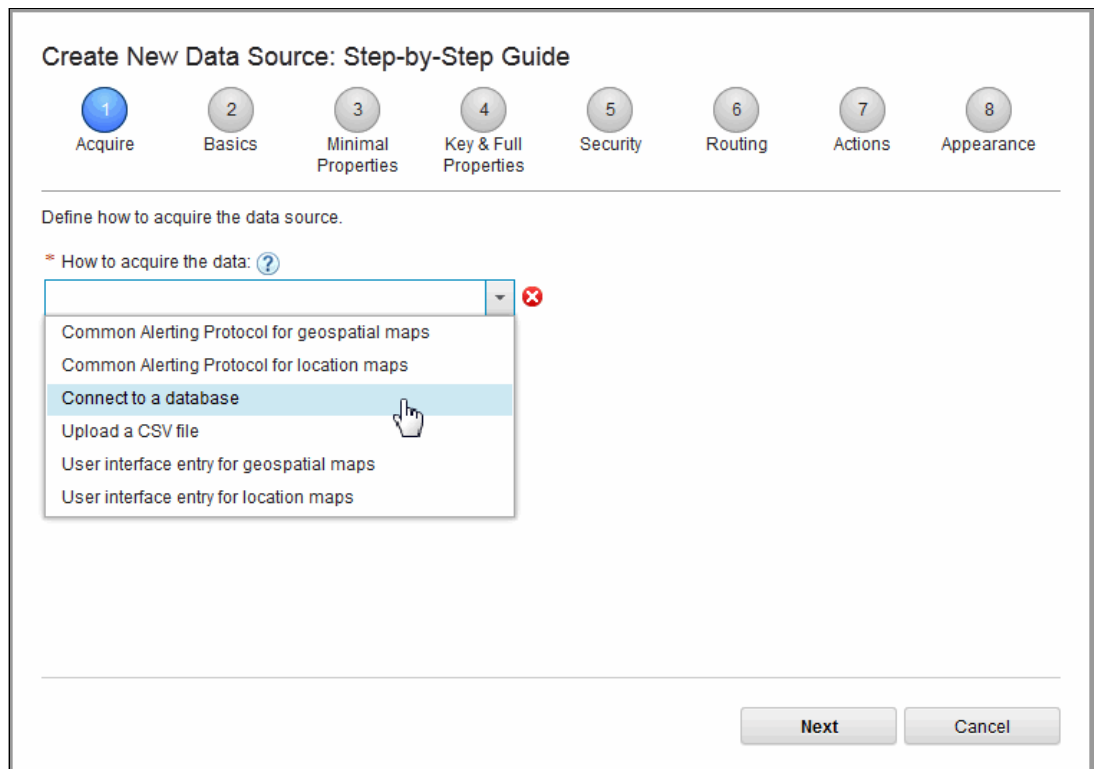 Create New Data Source: Step-by-Step Guide
1 2 3 4 5 6 7 8
Acquire Basics Minimal Properties Key & Full Properties Security Routing Actions Appearance
Define how to acquire the data source.
* How to acquire the data: ?
Common Alerting Protocol for geospatial maps
Common Alerting Protocol for location maps
Connect to a database
Upload a CSV file
User interface entry for geospatial maps
User interface entry for location maps
Next Cancel